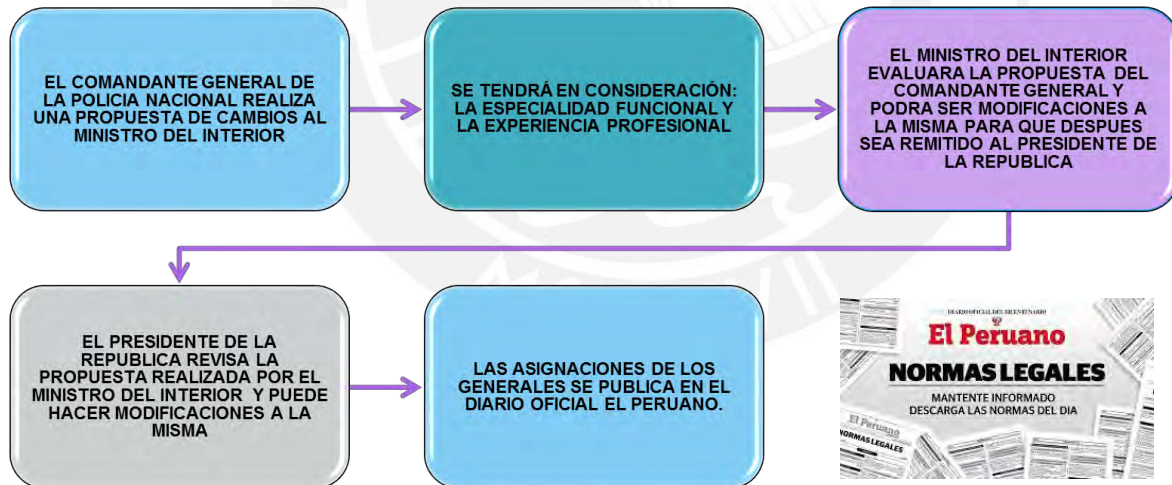 EL COMANDANTE GENERAL DE
LA POLICIA NACIONAL REALIZA
UNA PROPUESTA DE CAMBIOS AL
MINISTRO DEL INTERIOR
SE TENDRÁ EN CONSIDERACIÓN:
LA ESPECIALIDAD FUNCIONAL Y
LA EXPERIENCIA PROFESIONAL
EL MINISTRO DEL INTERIOR
EVALUARA LA PROPUESTA DEL
COMANDANTE GENERAL Y
PODRA SER MODIFICACIONES A
LA MISMA PARA QUE DESPUES
SEA REMITIDO AL PRESIDENTE DE
LA REPUBLICA
EL PRESIDENTE DE LA
REPUBLICA REVISA LA
PROPUESTA REALIZADA POR EL
MINISTRO DEL INTERIOR Y PUEDE
HACER MODIFICACIONES A LA
MISMA
LAS ASIGNACIONES DE LOS
GENERALES SE PUBLICA EN EL
DIARIO OFICIAL EL PERUANO.
DIARIO OFICIAL DEL BICENTENARIO
El Peruano
NORMAS LEGALES
MANTENTE INFORMADO
DESCARGA LAS NORMAS DEL DIA
El Peruano
NORMAS LEGALES